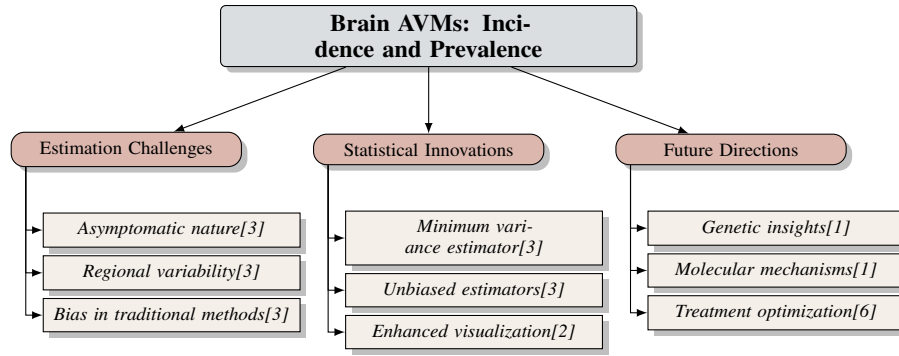 Brain AVMs: Inci-
dence and Prevalence
Estimation Challenges
Asymptomatic nature[3]
Regional variability[3]
Bias in traditional methods[3]
Statistical Innovations
Minimum vari-
ance estimator[3]
Unbiased estimators[3]
Enhanced visualization[2]
Future Directions
Genetic insights[1]
Molecular mechanisms[1]
Treatment optimization[6]